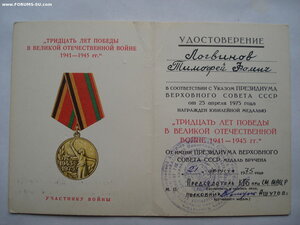 FORUMS-SU.COM
"ТРИДЦАТЬ ЛЕТ ПОБЕДЫ
В ВЕЛИКОЙ ОТЕЧЕСТВЕННОЙ ВОЙНЕ
1941—1945 гг."
УЧАСТНИКУ ВОЙНЫ
УДОСТОВЕРЕНИЕ
Логвинов
Тимофей Фомич
В соответствии с Указом ПРЕЗИДИУМА
ВЕРХОВНОГО СОВЕТА СССР
от 25 апреля 1975 года
НАГРАЖДЕН ЮБИЛЕЙНОЙ МЕДАЛЬЮ
"ТРИДЦАТЬ ЛЕТ ПОБЕДЫ
В ВЕЛИКОЙ ОТЕЧЕСТВЕННОЙ ВОЙНЕ
1941—1945 гг."
От имени ПРЕЗИДИУМА ВЕРХОВНОГО
СОВЕТА СССР МЕДАЛЬ ВРУЧЕНА
августа
М. П.